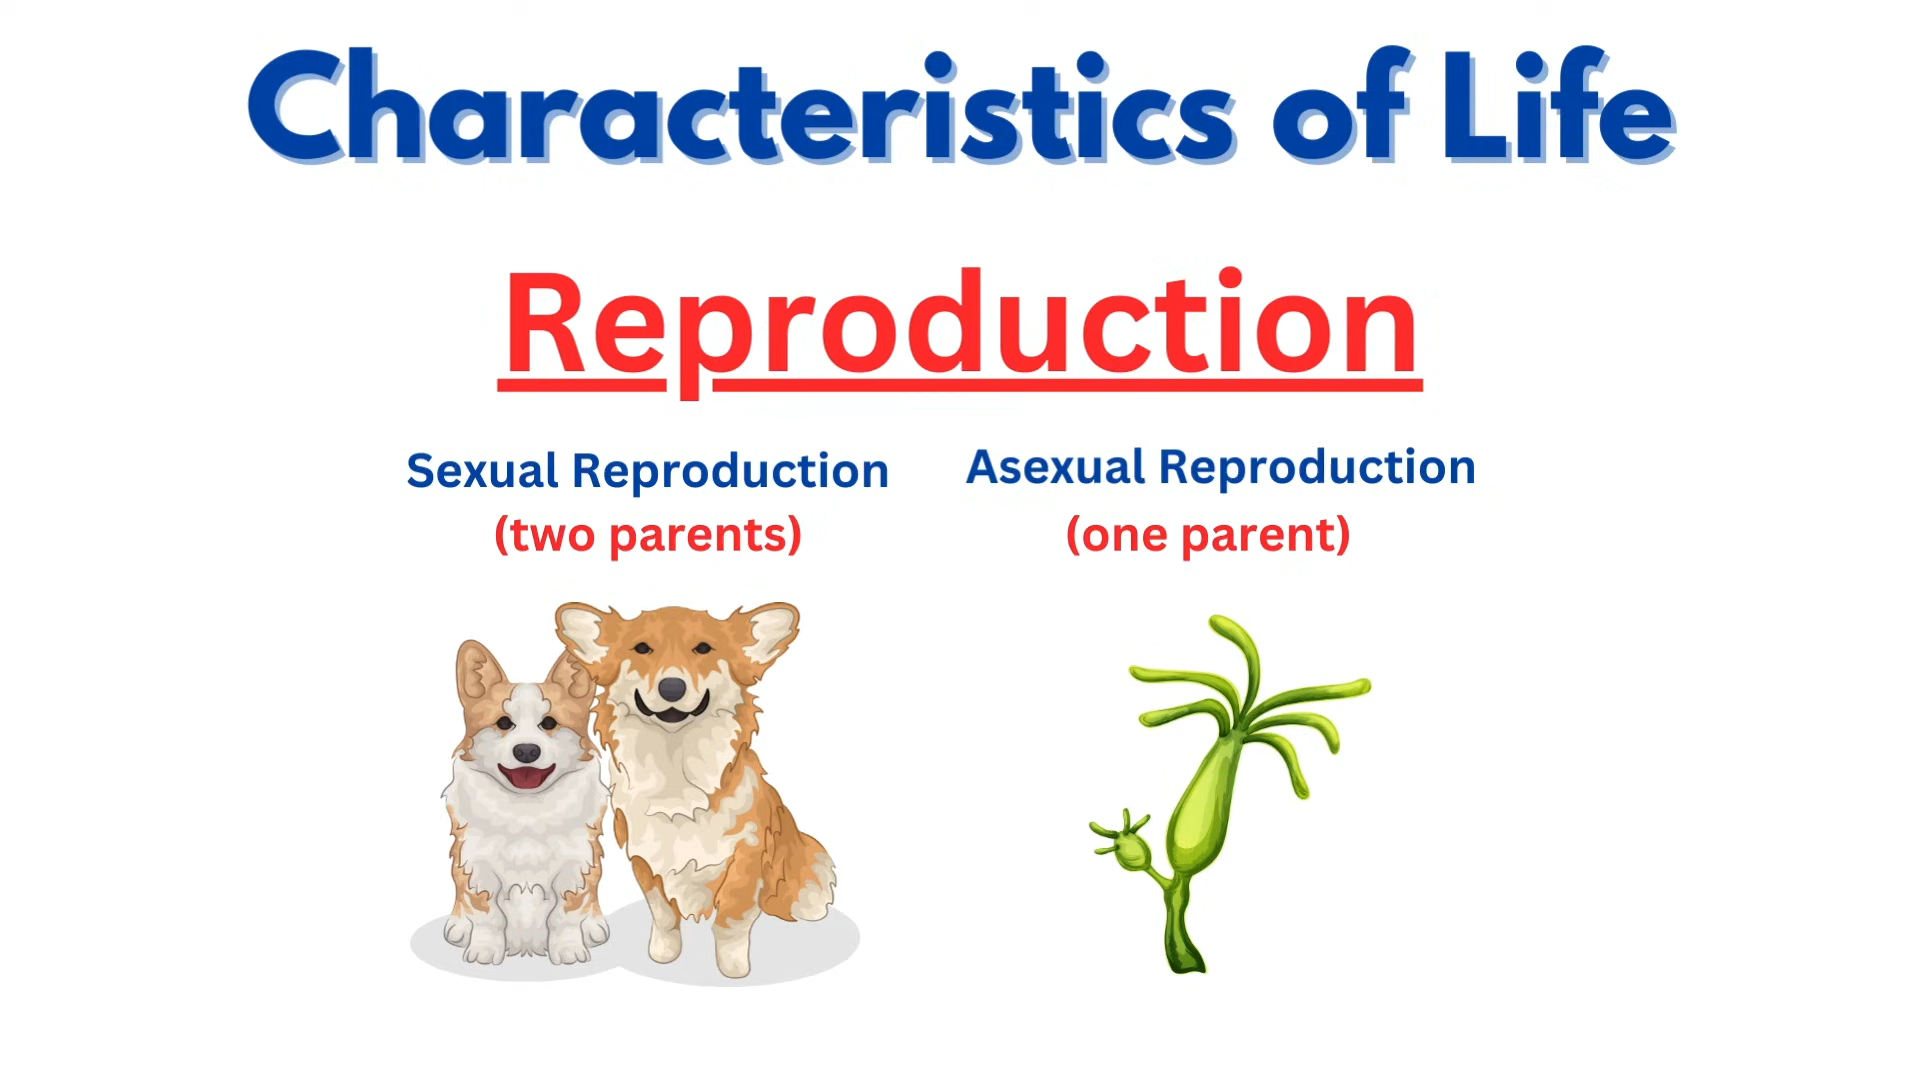 Characteristics of Life
Reproduction
Sexual Reproduction
(two parents)
Asexual Reproduction
(one parent)